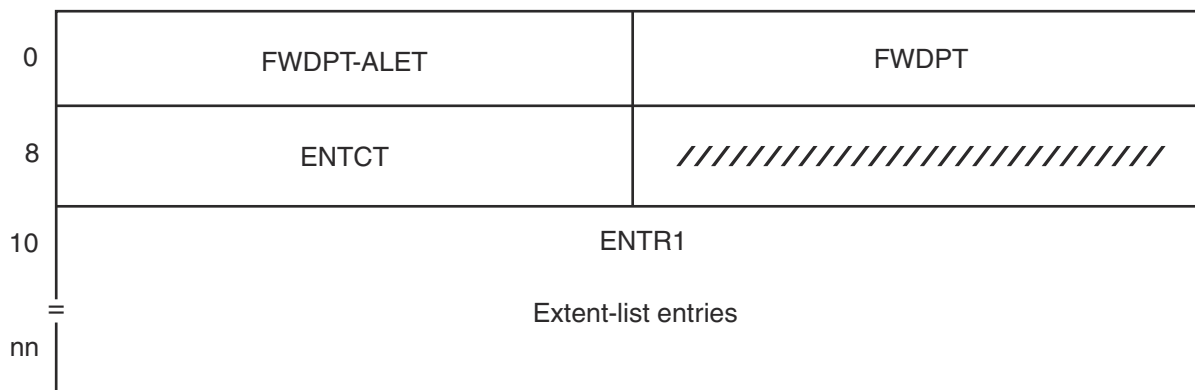 0 FWDPT-ALET FWDPT
8 ENTCT ///////////////////////////
10 ENTR1
= Extent-list entries
nn